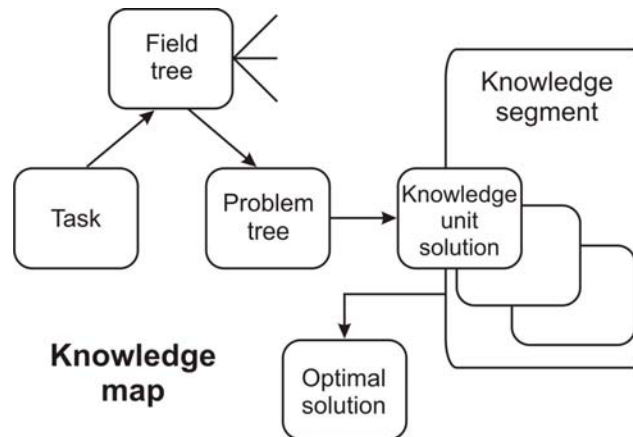 Field
tree
Knowledge
segment
Task
Problem
tree
Knowledge
unit
solution
Knowledge
map
Optimal
solution